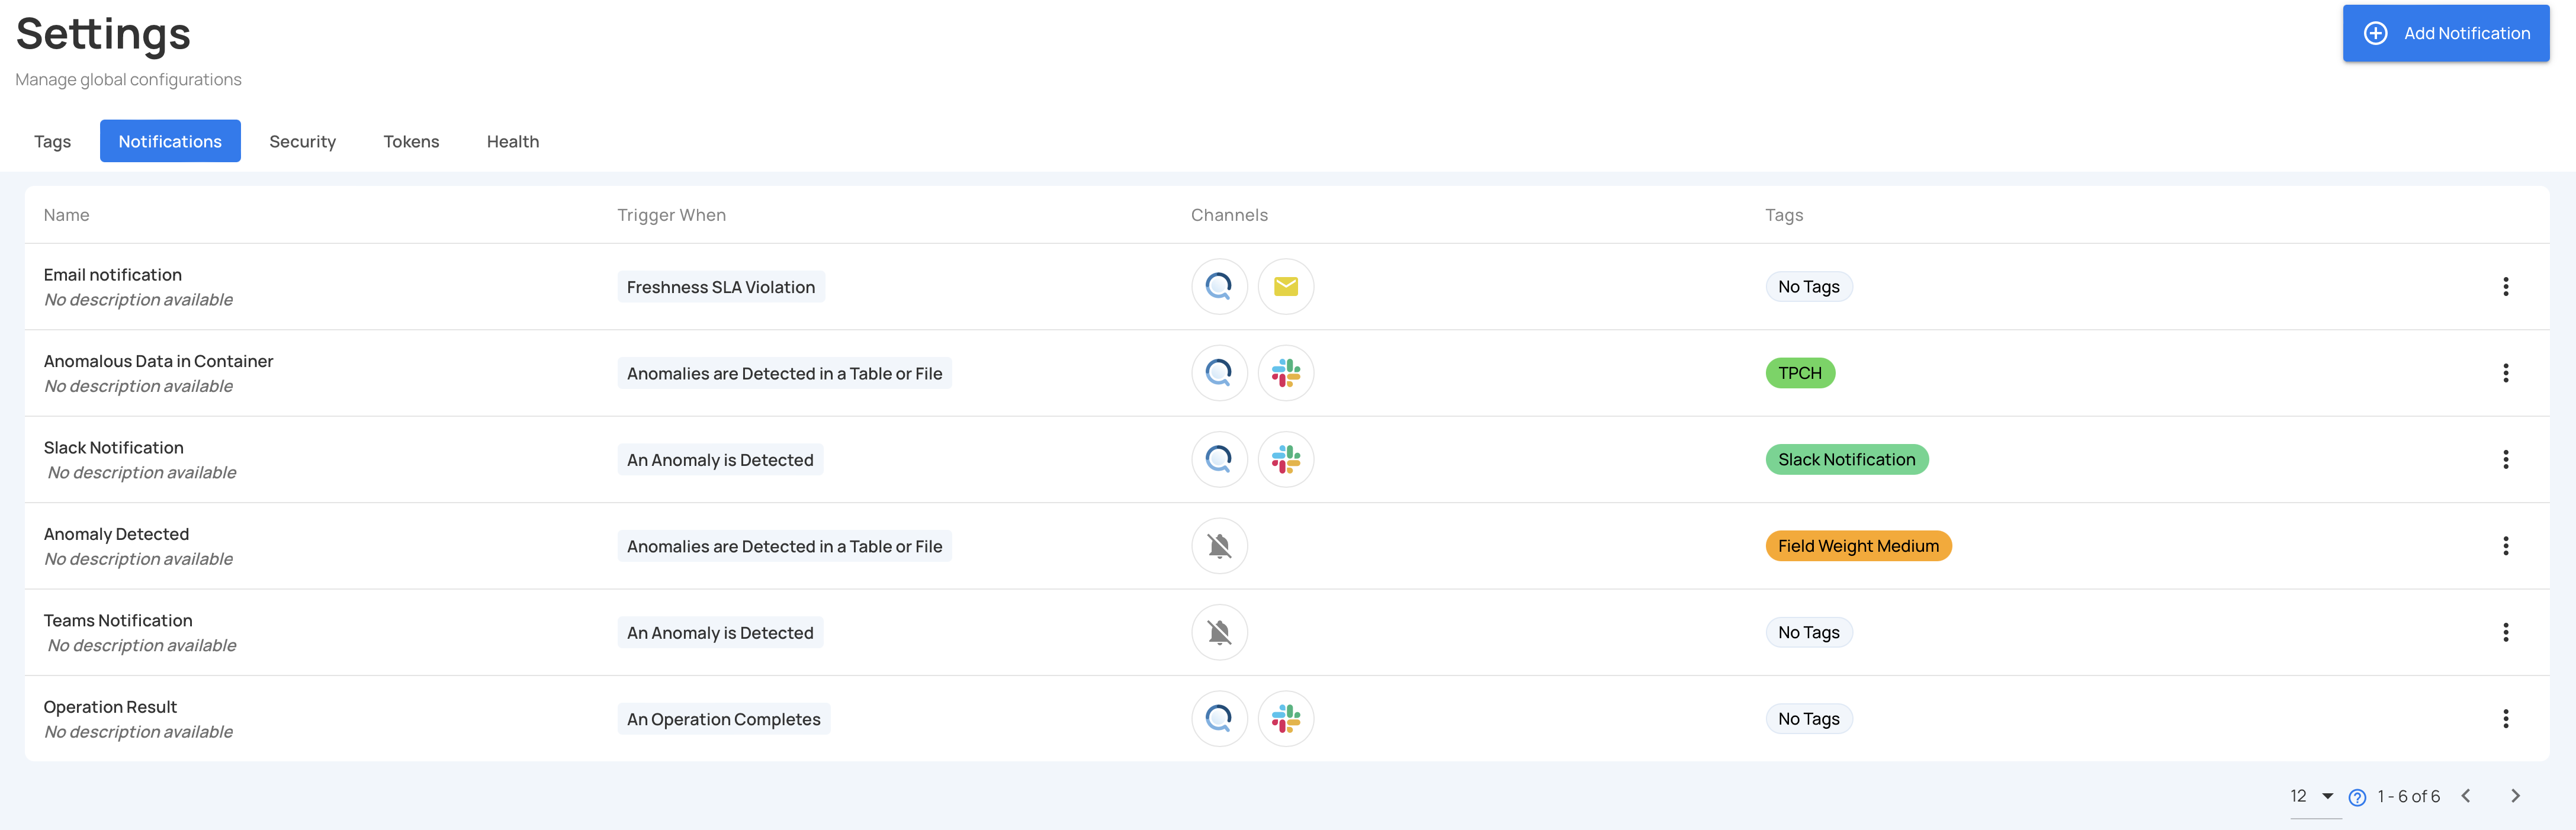 Settings
Add Notification
Manage global configurations
Tags Notifications Security Tokens Health
Name Trigger When Channels Tags
Email notification
No description available
Freshness SLA Violation
No Tags
Anomalous Data in Container
No description available
Anomalies are Detected in a Table or File
TPCH
Slack Notification
No description available
An Anomaly is Detected
Slack Notification
Anomaly Detected
No description available
Anomalies are Detected in a Table or File
Field Weight Medium
Teams Notification
No description available
An Anomaly is Detected
No Tags
Operation Result
No description available
An Operation Completes
No Tags
12 ? 1 - 6 of 6